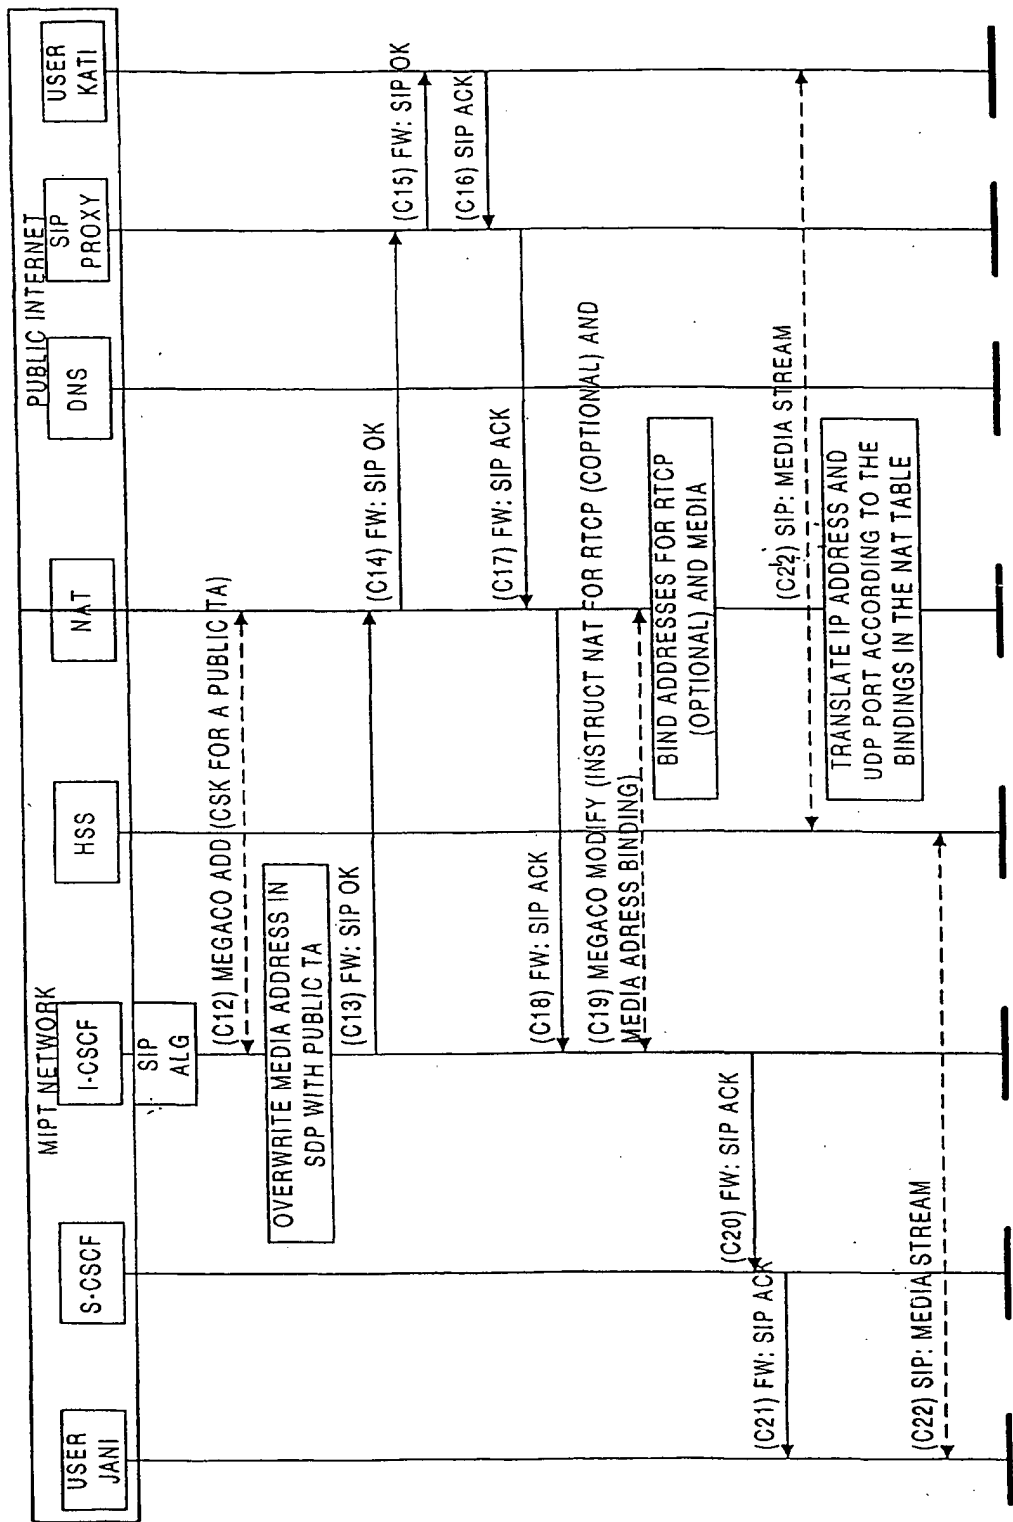 MIPT NETWORK
PUBLIC INTERNET
USER
JANI
S-CSCF
I-CSCF
SIP
ALG
HSS
NAT
DNS
SIP
PROXY
USER
KATI
(C12) MEGACO ADD (CSK FOR A PUBLIC TA)
OVERWRITE MEDIA ADDRESS IN
SDP WITH PUBLIC TA
(C13) FW: SIP OK
(C14) FW: SIP OK
(C15) FW: SIP OK
(C16) SIP ACK
(C17) FW: SIP ACK
(C18) FW: SIP ACK
(C19) MEGACO MODIFY (INSTRUCT NAT FOR RTCP (COPTIONAL) AND
MEDIA ADRESS BINDING)
BIND ADDRESSES FOR RTCP
(OPTIONAL) AND MEDIA
(C20) FW: SIP ACK
(C21) FW: SIP ACK
(C22) SIP: MEDIA STREAM
TRANSLATE IP ADDRESS AND
UDP PORT ACCORDING TO THE
BINDINGS IN THE NAT TABLE
(C22) SIP: MEDIA STREAM